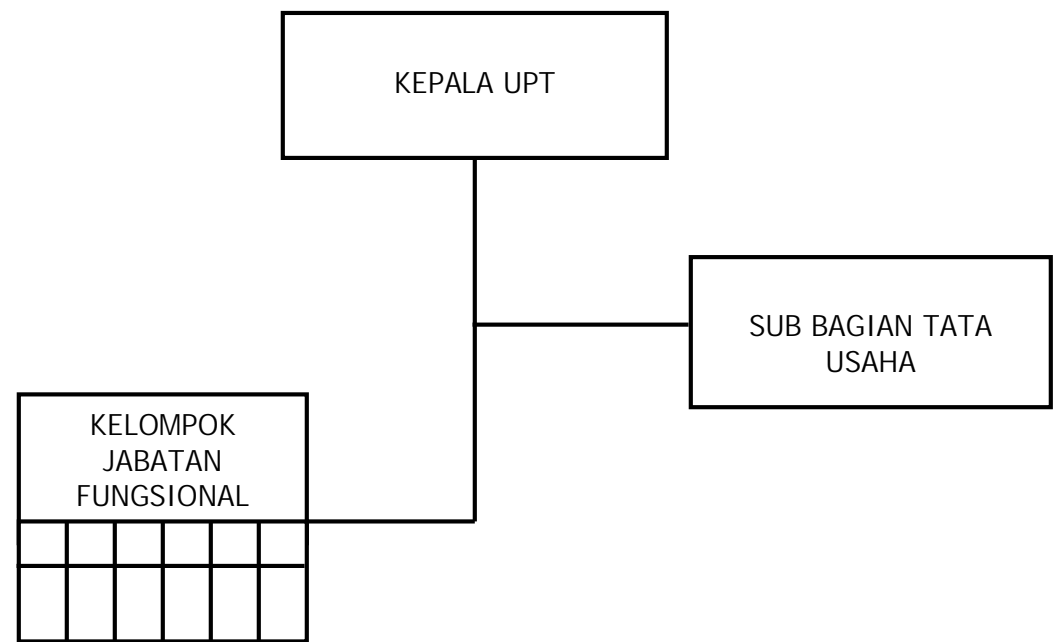 KEPALA UPT
SUB BAGIAN TATA
USAHA
KELOMPOK
JABATAN
FUNGSIONAL